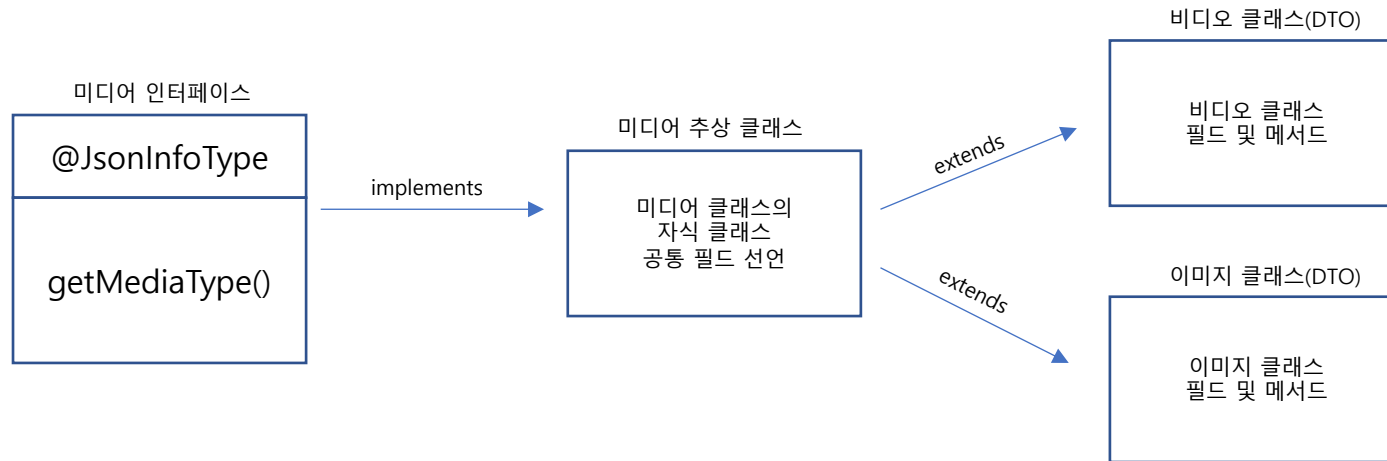 미디어 인터페이스
@JsonInfoType
getMediaType()
implements
미디어 추상 클래스
미디어 클래스의
자식 클래스
공통 필드 선언
extends
extends
비디오 클래스(DTO)
비디오 클래스
필드 및 메서드
이미지 클래스(DTO)
이미지 클래스
필드 및 메서드